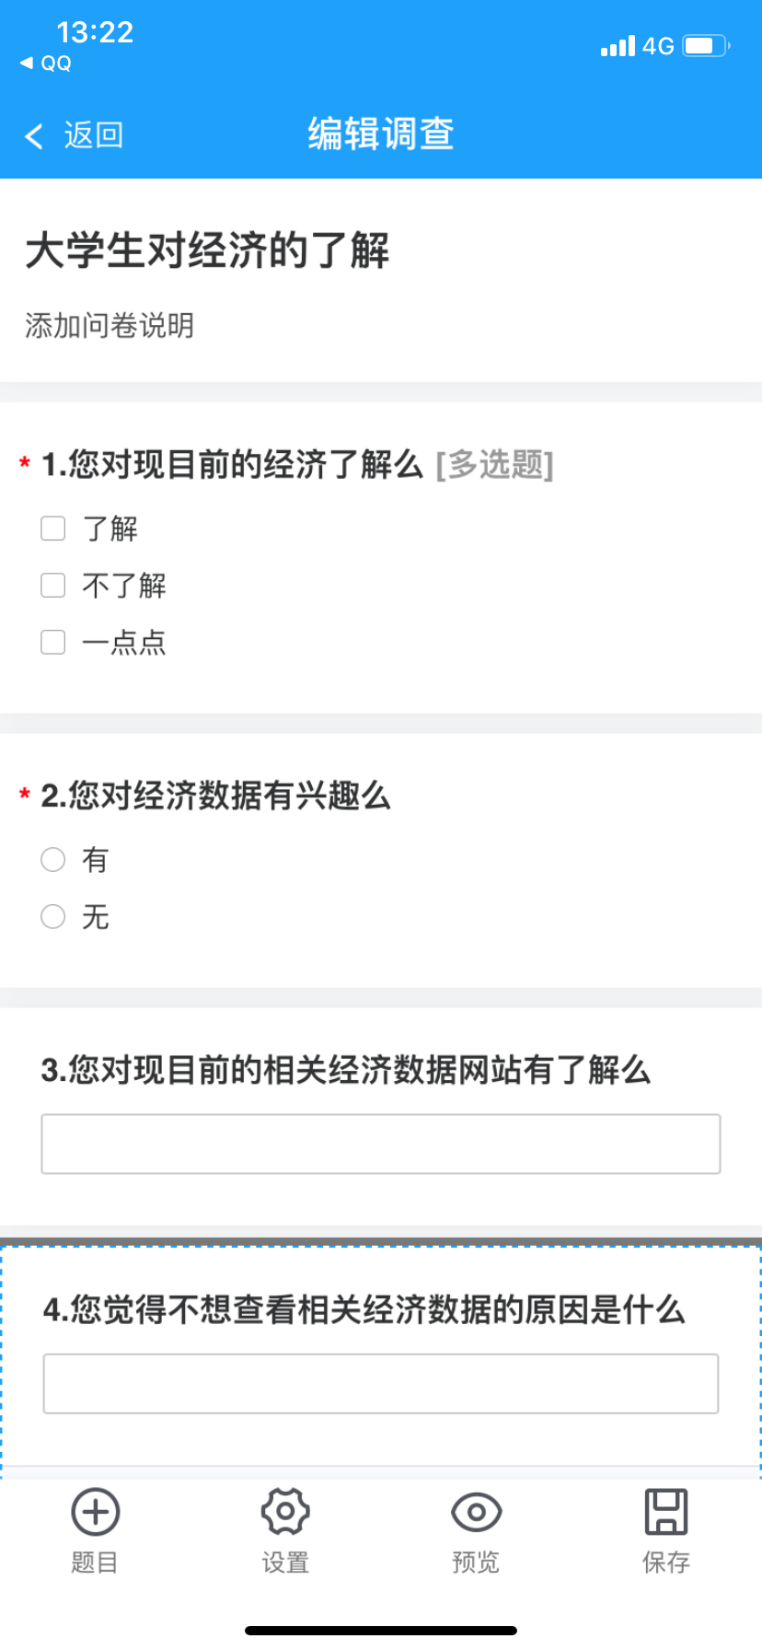 13:22
◀ QQ
4G
返回
编辑调查
大学生对经济的了解
添加问卷说明
* 1.您对现目前的经济了解么 [多选题]
了解
不了解
一点点
* 2.您对经济数据有兴趣么
有
无
3.您对现目前的相关经济数据网站有了解么
4.您觉得不想查看相关经济数据的原因是什么
题目
设置
预览
保存